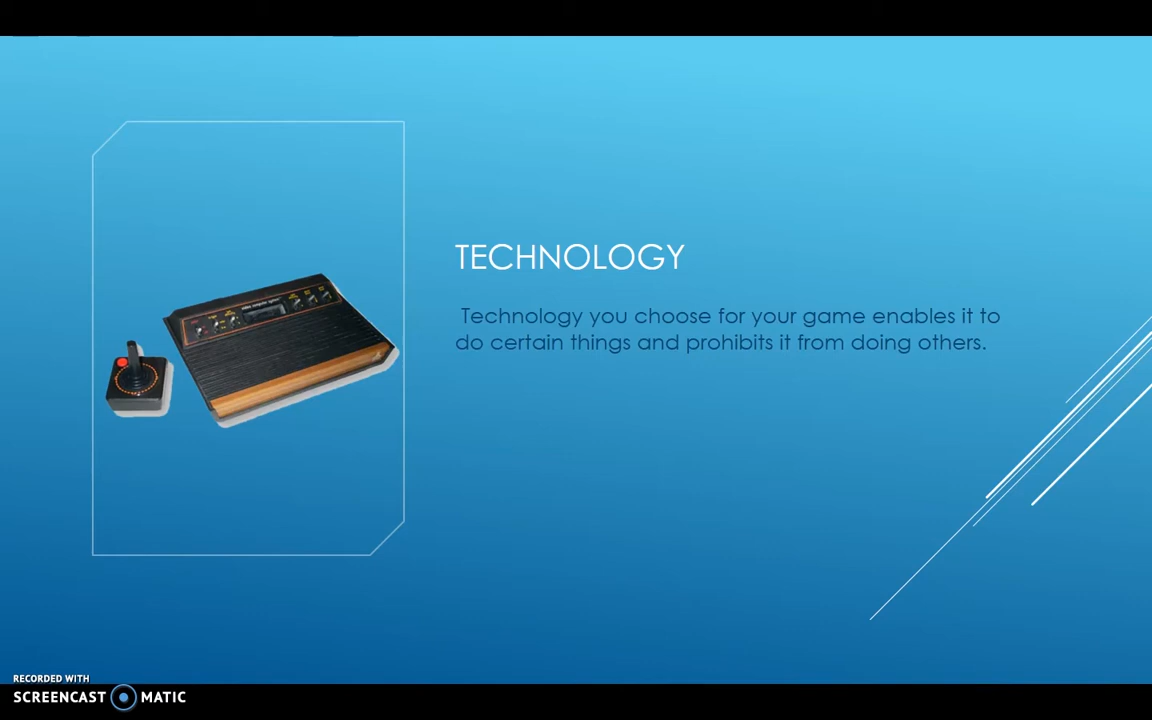 TECHNOLOGY
Technology you choose for your game enables it to
do certain things and prohibits it from doing others.
RECORDED WITH
SCREENCAST MATIC